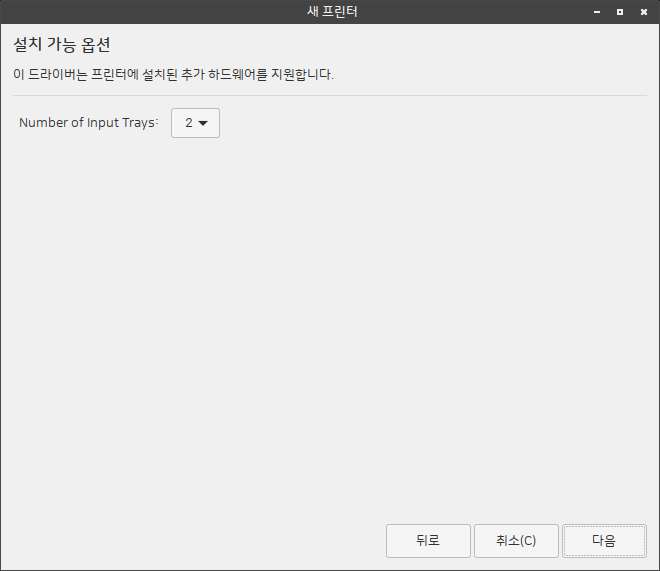 새 프린터
설치 가능 옵션
이 드라이버는 프린터에 설치된 추가 하드웨어를 지원합니다.
Number of Input Trays: 2
뒤로 취소(C) 다음